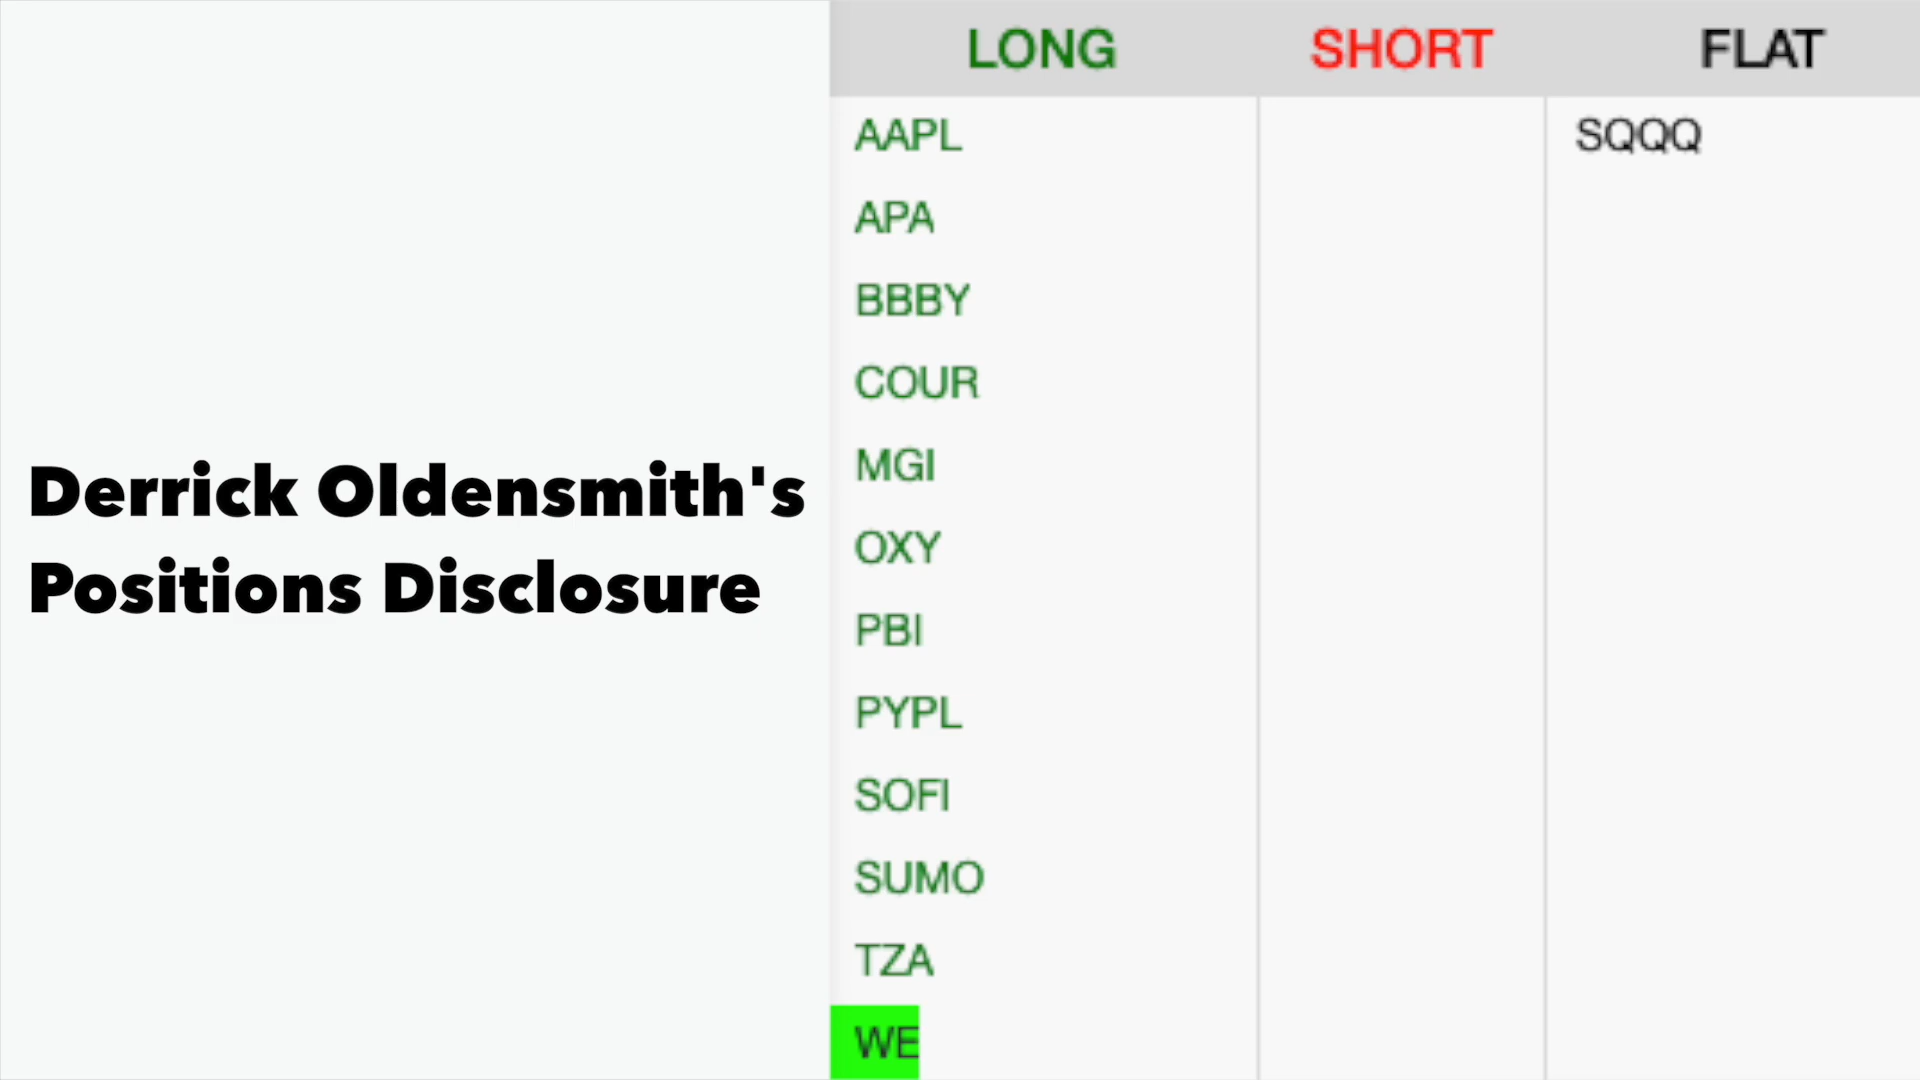 Derrick Oldensmith's
Positions Disclosure
LONG SHORT FLAT
AAPL SQQQ
APA
BBBY
COUR
MGI
OXY
PBI
PYPL
SOFI
SUMO
TZA
WE